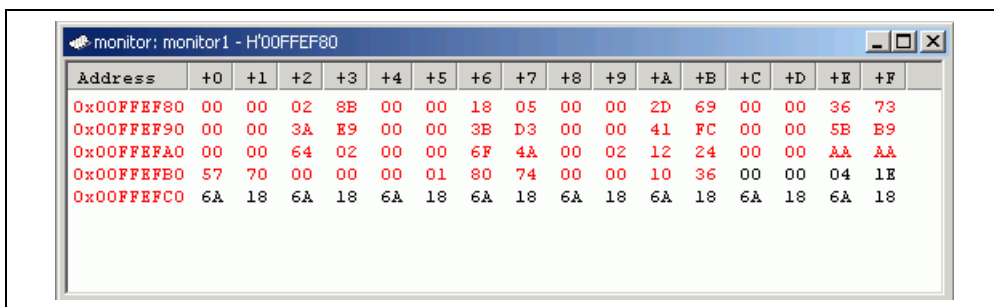 monitor: monitor1 - H'00FFEF80
Address +0 +1 +2 +3 +4 +5 +6 +7 +8 +9 +A +B +C +D +E +F
0x00FFEF80 00 00 02 8B 00 00 18 05 00 00 2D 69 00 00 36 73
0x00FFEF90 00 00 3A E9 00 00 3B D3 00 00 41 FC 00 00 5B B9
0x00FFEFA0 00 00 64 02 00 00 6F 4A 00 02 12 24 00 00 AA AA
0x00FFEFB0 57 70 00 00 00 01 80 74 00 00 10 36 00 00 04 1E
0x00FFEFC0 6A 18 6A 18 6A 18 6A 18 6A 18 6A 18 6A 18 6A 18